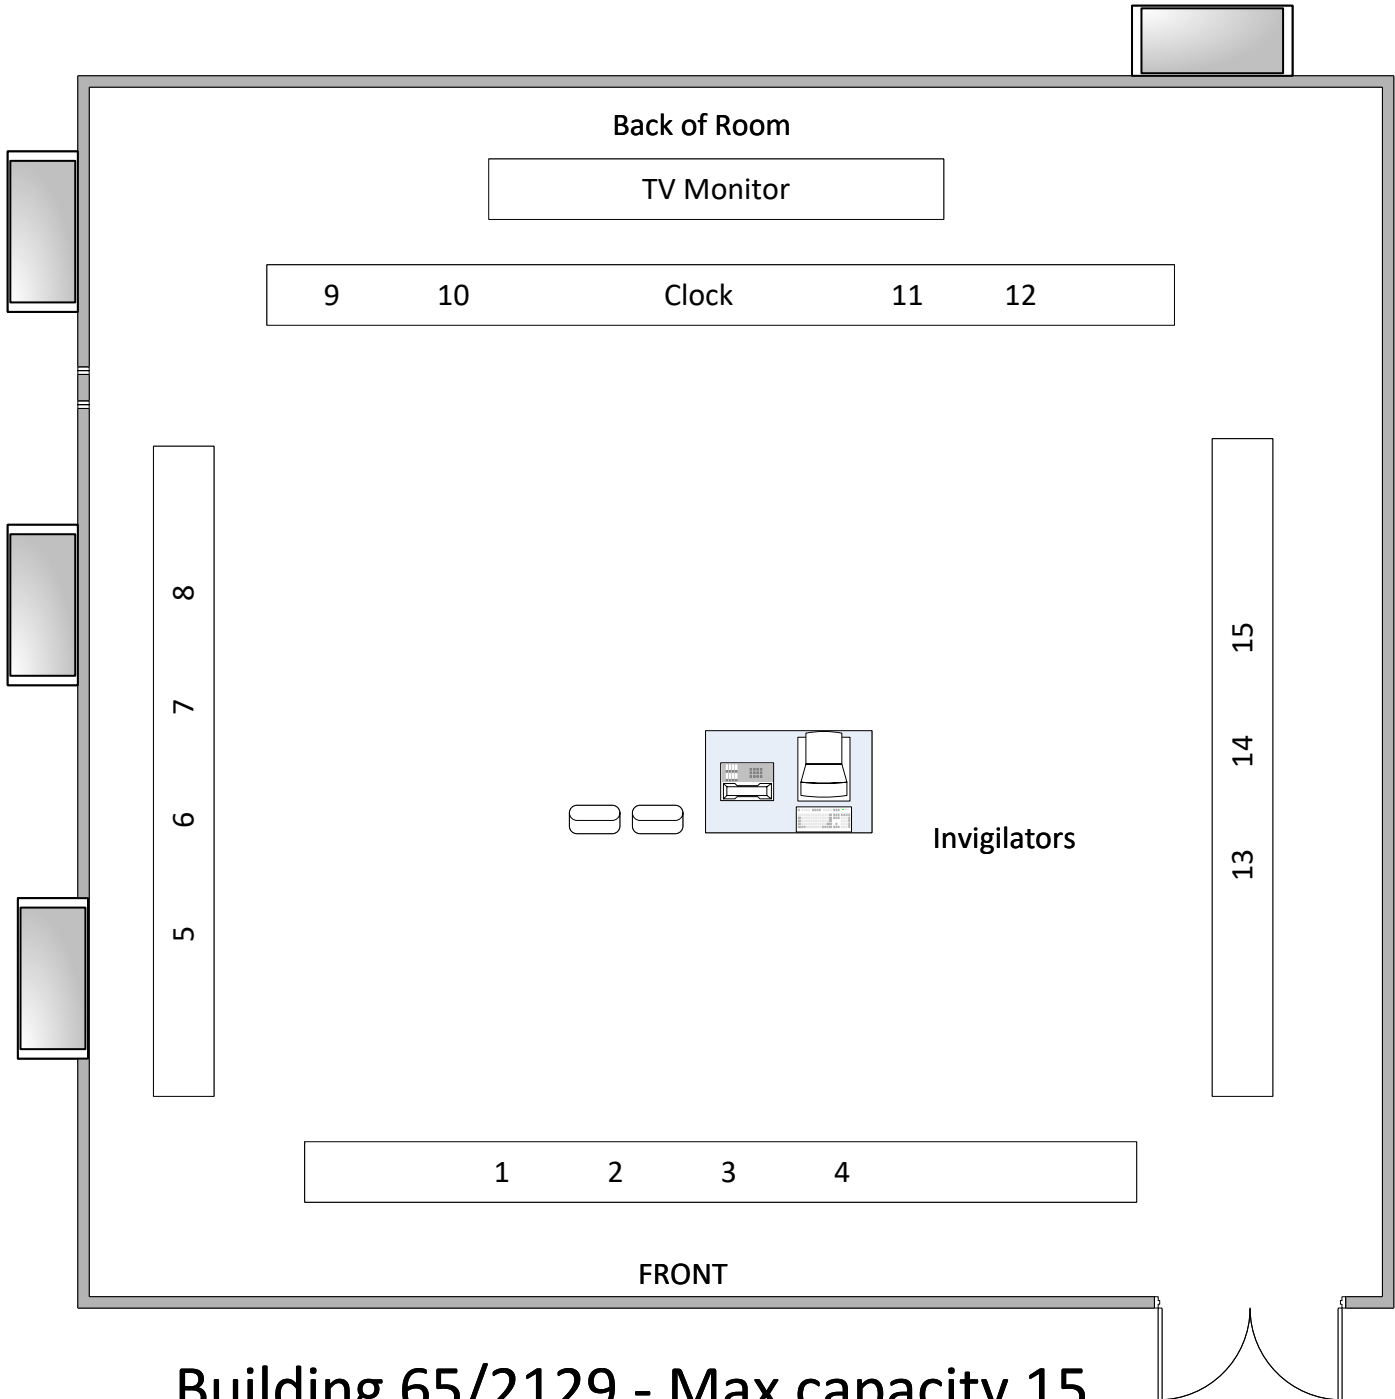 Back of Room
TV Monitor
9 10 Clock 11 12
8
7
6
5
15
14
13
Invigilators
1 2 3 4
FRONT
Building 65/2129 - Max capacity 15